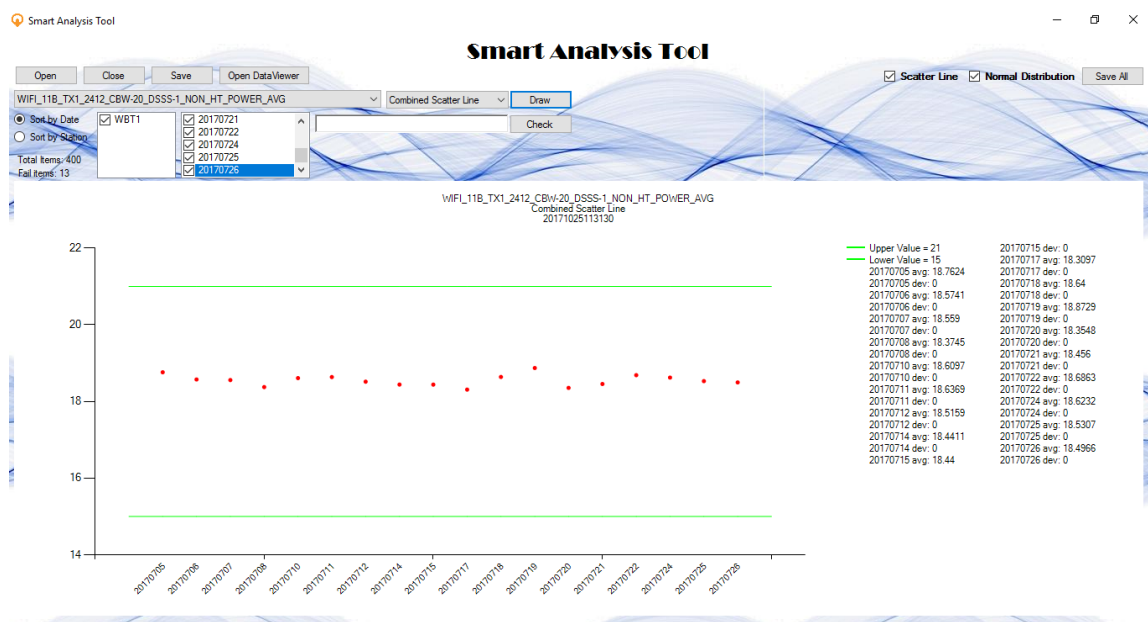 Smart Analysis Tool
Smart Analysis Tool
Open Close Save Open DataViewer
Scatter Line Normal Distribution Save All
WIFI_11B_TX1_2412_CBW-20_DSSS-1_NON_HT_POWER_AVG Combined Scatter Line Draw
Sort by Date
Sort by Station
Total Items: 400
Fail items: 13
WBT1
20170721
20170722
20170724
20170725
20170726
Check
WIFI_11B_TX1_2412_CBW-20_DSSS-1_NON_HT_POWER_AVG
Combined Scatter Line
20171025113130
22
20
18
16
14
20170705 20170706 20170707 20170708 20170710 20170711 20170712 20170714 20170715 20170717 20170718 20170719 20170720 20170721 20170722 20170724 20170725 20170726
Upper Value = 21
Lower Value = 15
20170705 avg: 18.7624
20170705 dev: 0
20170706 avg: 18.5741
20170706 dev: 0
20170707 avg: 18.559
20170707 dev: 0
20170708 avg: 18.3745
20170708 dev: 0
20170710 avg: 18.6097
20170710 dev: 0
20170711 avg: 18.6369
20170711 dev: 0
20170712 avg: 18.5159
20170712 dev: 0
20170714 avg: 18.4411
20170714 dev: 0
20170715 avg: 18.44
20170715 dev: 0
20170717 avg: 18.3097
20170717 dev: 0
20170718 avg: 18.64
20170718 dev: 0
20170719 avg: 18.8729
20170719 dev: 0
20170720 avg: 18.3548
20170720 dev: 0
20170721 avg: 18.456
20170721 dev: 0
20170722 avg: 18.6863
20170722 dev: 0
20170724 avg: 18.6232
20170724 dev: 0
20170725 avg: 18.5307
20170725 dev: 0
20170726 avg: 18.4966
20170726 dev: 0